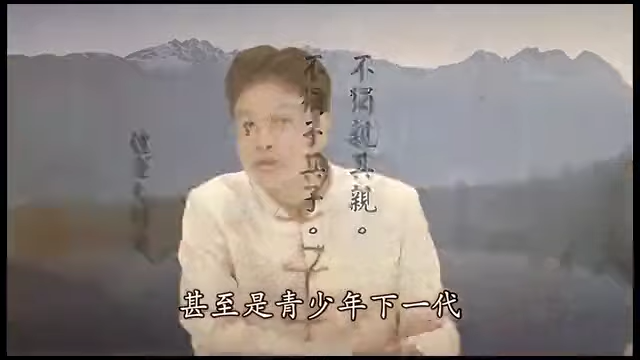 不獨親其親。
不獨子其子。
甚至是青少年下一代